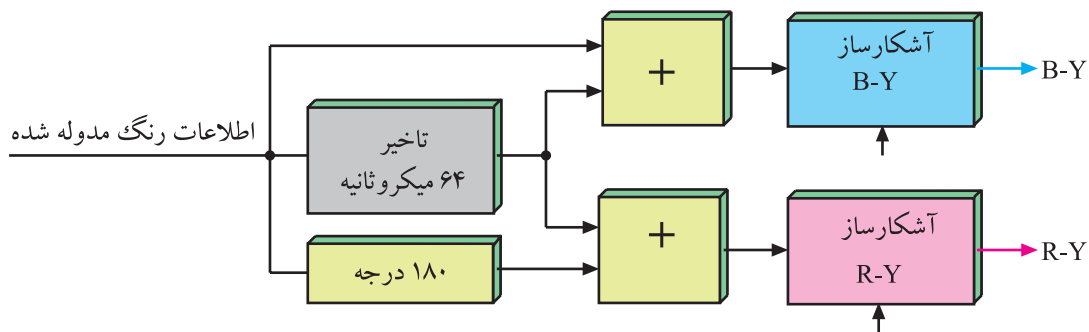 اطلاعات رنگ مدوله شده
تاخیر
۶۴ میکروثانیه
۱۸۰ درجه
+
+
آشکارساز
B-Y
B-Y
آشکارساز
R-Y
R-Y